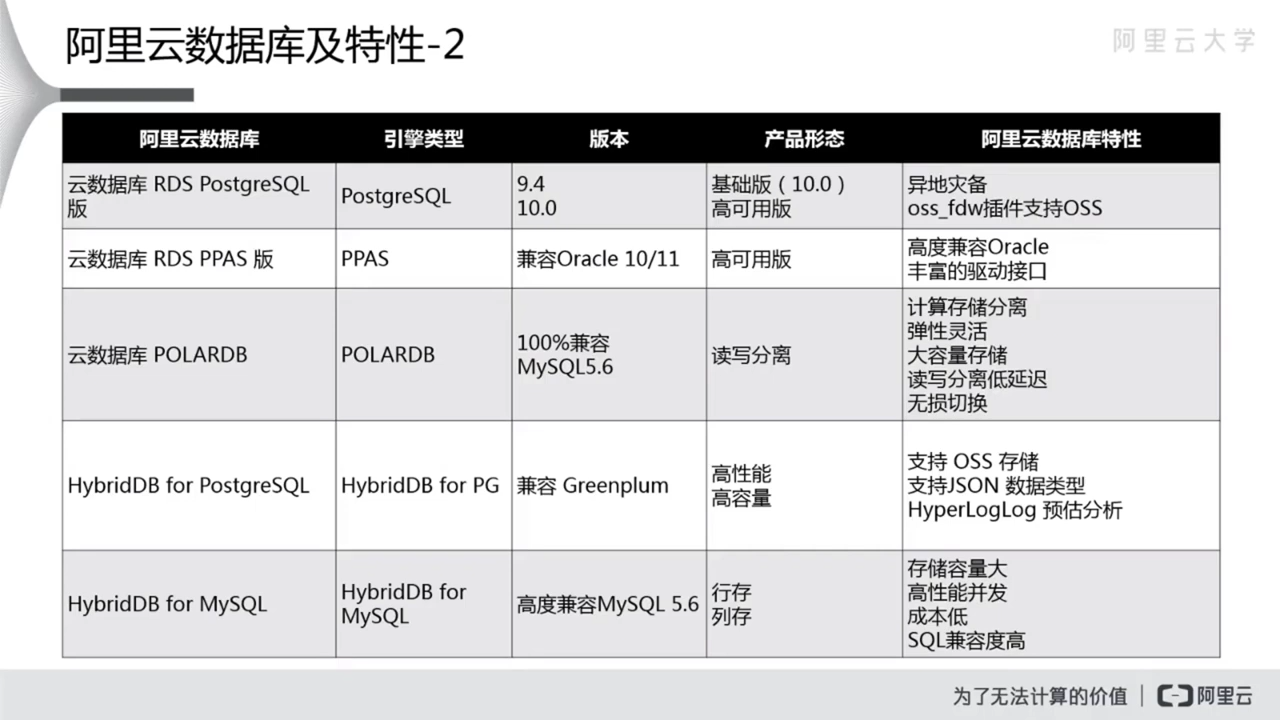 阿里云数据库及特性-2
阿里云大学
阿里云数据库 引擎类型 版本 产品形态 阿里云数据库特性
云数据库 RDS PostgreSQL
版
PostgreSQL
9.4
10.0
基础版（10.0）
高可用版
异地灾备
oss_fdw插件支持OSS
云数据库 RDS PPAS 版
PPAS
兼容Oracle 10/11
高可用版
高度兼容Oracle
丰富的驱动接口
云数据库 POLARDB
POLARDB
100%兼容
MySQL5.6
读写分离
计算存储分离
弹性灵活
大容量存储
读写分离低延迟
无损切换
HybridDB for PostgreSQL
HybridDB for PG
兼容 Greenplum
高性能
高容量
支持 OSS 存储
支持JSON 数据类型
HyperLogLog 预估分析
HybridDB for MySQL
HybridDB for
MySQL
高度兼容MySQL 5.6
行存
列存
存储容量大
高性能并发
成本低
SQL兼容度高
为了无法计算的价值 | 阿里云